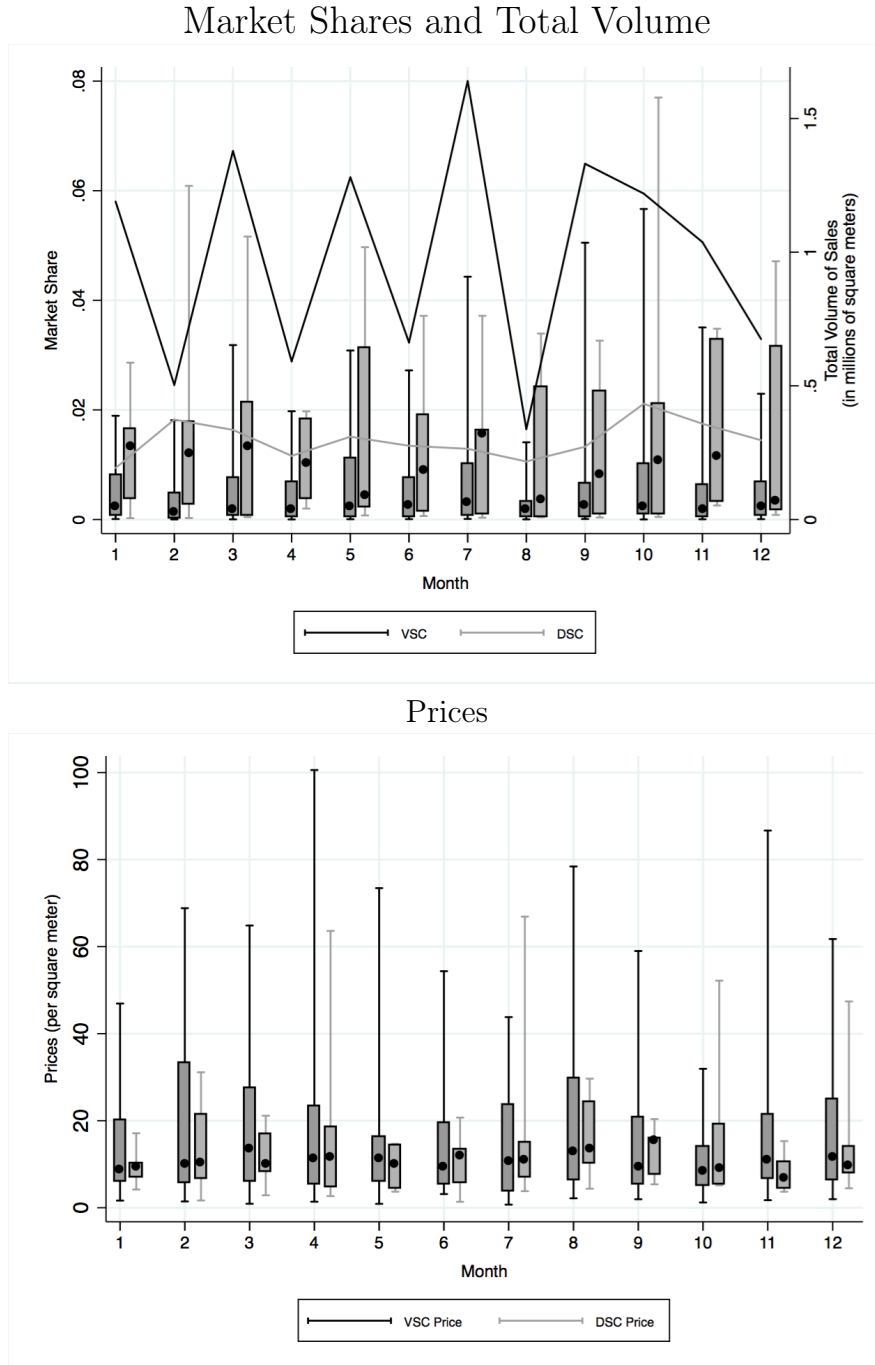 Market Shares and Total Volume
.08
.06
.04
.02
0
Market Share
1.5
1
.5
0
Total Volume of Sales
(in millions of square meters)
1 2 3 4 5 6 7 8 9 10 11 12
Month
VSC DSC
Prices
100
80
60
40
20
0
Prices (per square meter)
1 2 3 4 5 6 7 8 9 10 11 12
Month
VSC Price DSC Price